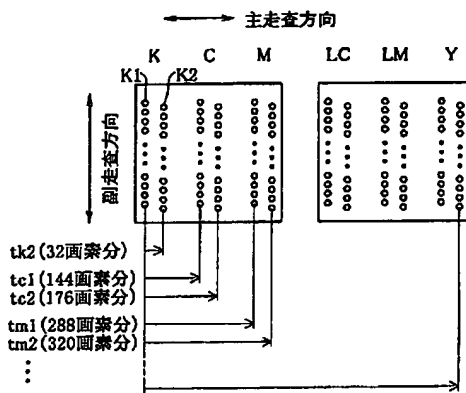 主走査方向
K C M LC LM Y
K1 K2
副走査方向
tk2(32画素分)
tc1(144画素分)
tc2(176画素分)
tm1(288画素分)
tm2(320画素分)
⋮